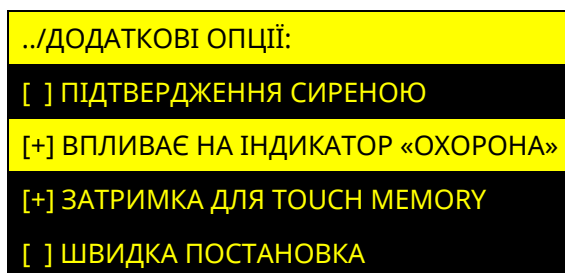 ../ДОДАТКОВІ ОПЦІЇ:
[ ] ПІДТВЕРДЖЕННЯ СИРЕНОЮ
[+] ВПЛИВАЄ НА ІНДИКАТОР «ОХОРОНА»
[+] ЗАТРИМКА ДЛЯ TOUCH MEMORY
[ ] ШВИДКА ПОСТАНОВКА